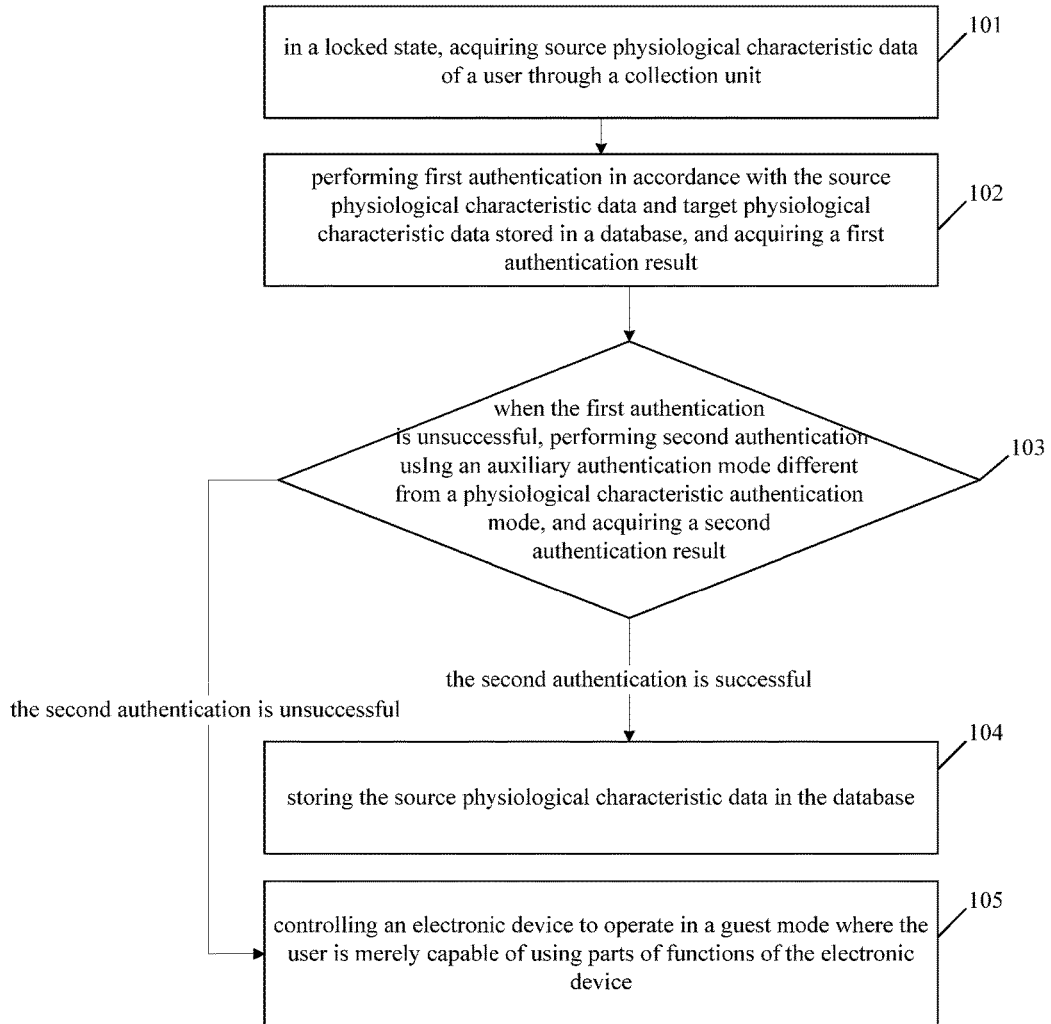 in a locked state, acquiring source physiological characteristic data
of a user through a collection unit
101
performing first authentication in accordance with the source
physiological characteristic data and target physiological
characteristic data stored in a database, and acquiring a first
authentication result
102
when the first authentication
is unsuccessful, performing second authentication
usIng an auxiliary authentication mode different
from a physiological characteristic authentication
mode, and acquiring a second
authentication result
103
the second authentication is successful
the second authentication is unsuccessful
104
storing the source physiological characteristic data in the database
105
controlling an electronic device to operate in a guest mode where the
user is merely capable of using parts of functions of the electronic
device